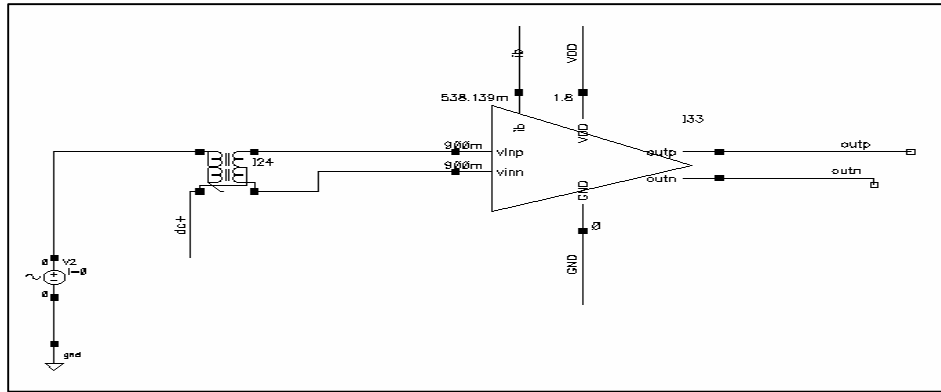 ib
VDD
538.139m
1.8
I33
ib
VDD
900m
vinp
outp
outp
I24
900m
vinn
outn
outn
GND
dc+
0
GND
0
V2
I=0
0
gnd